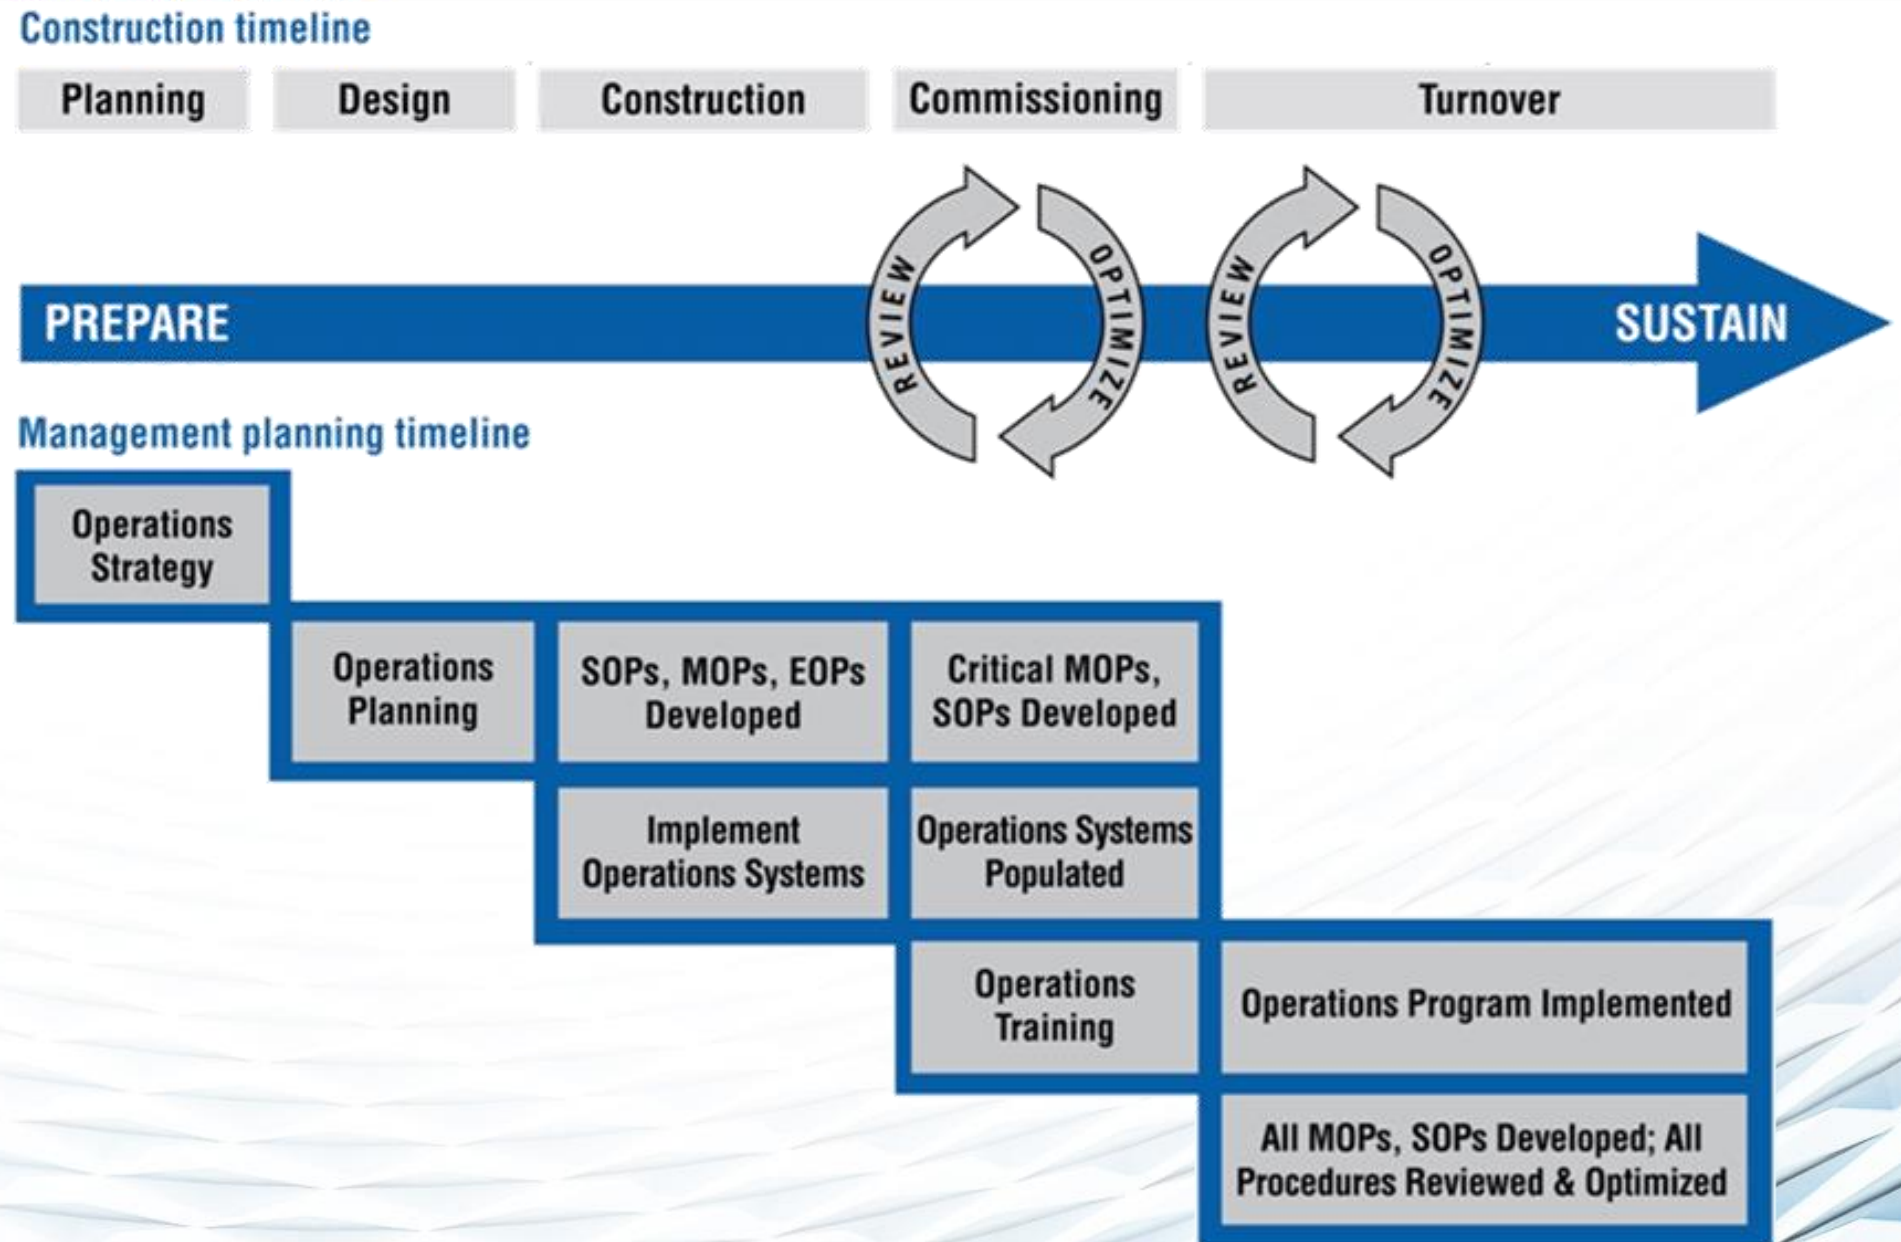 Construction timeline
Planning
Design
Construction
Commissioning
Turnover
PREPARE
REVIEW
OPTIMIZE
REVIEW
OPTIMIZE
SUSTAIN
Management planning timeline
Operations
Strategy
Operations
Planning
SOPs, MOPs, EOPs
Developed
Critical MOPs,
SOPs Developed
Implement
Operations Systems
Operations Systems
Populated
Operations
Training
Operations Program Implemented
All MOPs, SOPs Developed; All
Procedures Reviewed & Optimized